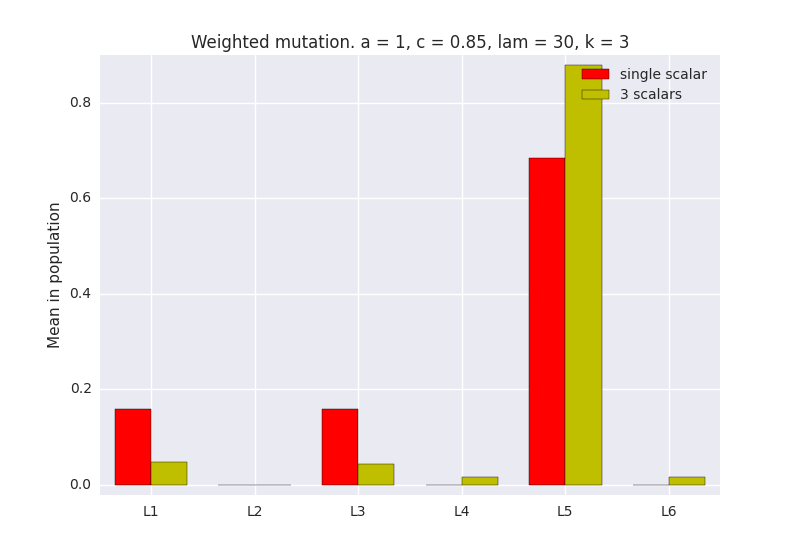 Weighted mutation. a = 1, c = 0.85, lam = 30, k = 3
single scalar
3 scalars
Mean in population
0.8
0.6
0.4
0.2
0.0
L1 L2 L3 L4 L5 L6